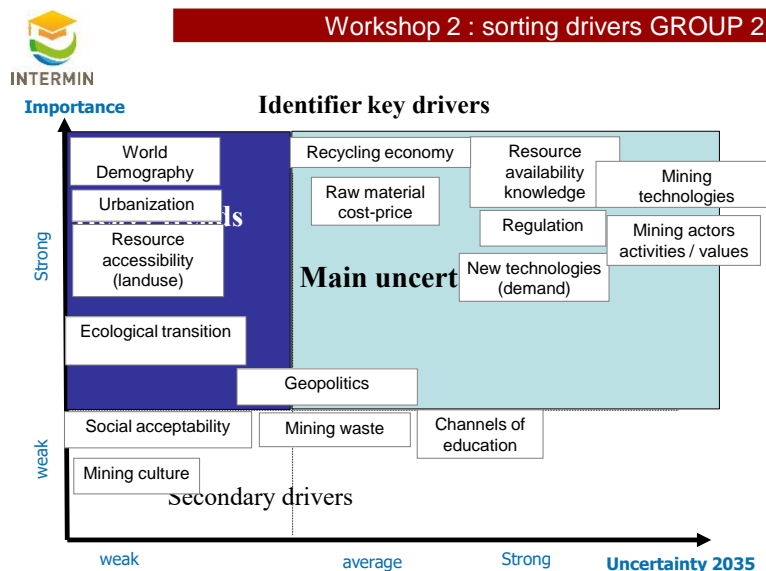 Workshop 2 : sorting drivers GROUP 2
INTERMIN
Importance
Identifier key drivers
World
Demography
Recycling economy
Resource
availability
knowledge
Mining
technologies
Raw material
cost-price
Urbanization
Regulation
Mining actors
activities / values
Resource
accessibility
(landuse)
Strong
Main uncert
New technologies
(demand)
Ecological transition
Geopolitics
Social acceptability
Mining waste
Channels of
education
weak
Mining culture
Secondary drivers
weak
average
Strong
Uncertainty 2035